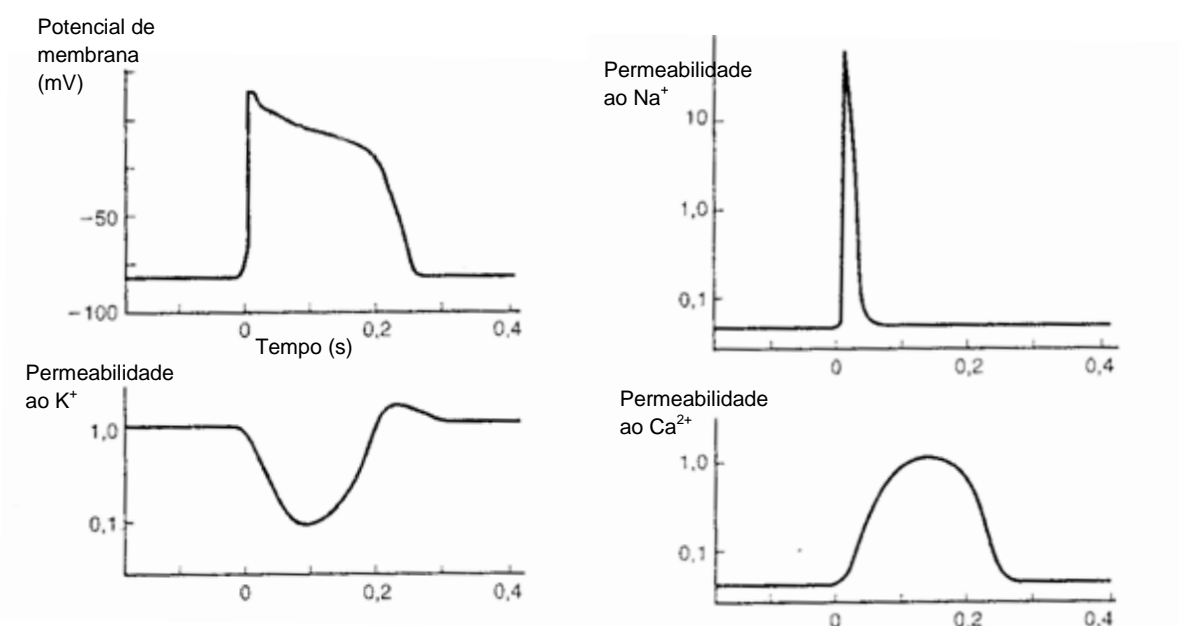 Potencial de
membrana
(mV)
−50
−100
0
0,2
0,4
Tempo (s)
Permeabilidade
ao Na⁺
10
1,0
0,1
0
0,2
0,4
Permeabilidade
ao K⁺
1,0
0,1
0
0,2
0,4
Permeabilidade
ao Ca²⁺
1,0
0,1
0
0,2
0,4